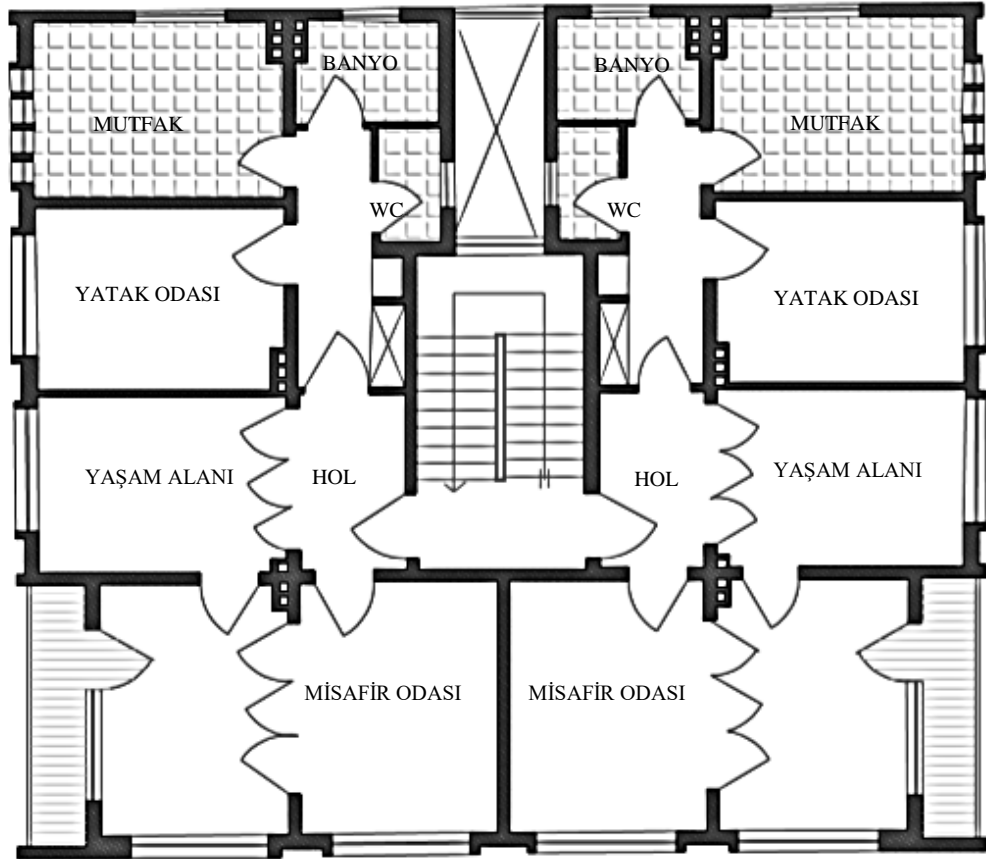 BANYO
BANYO
MUTFAK
MUTFAK
WC
WC
YATAK ODASI
YATAK ODASI
YAŞAM ALANI
HOL
HOL
YAŞAM ALANI
MİSAFİR ODASI
MİSAFİR ODASI